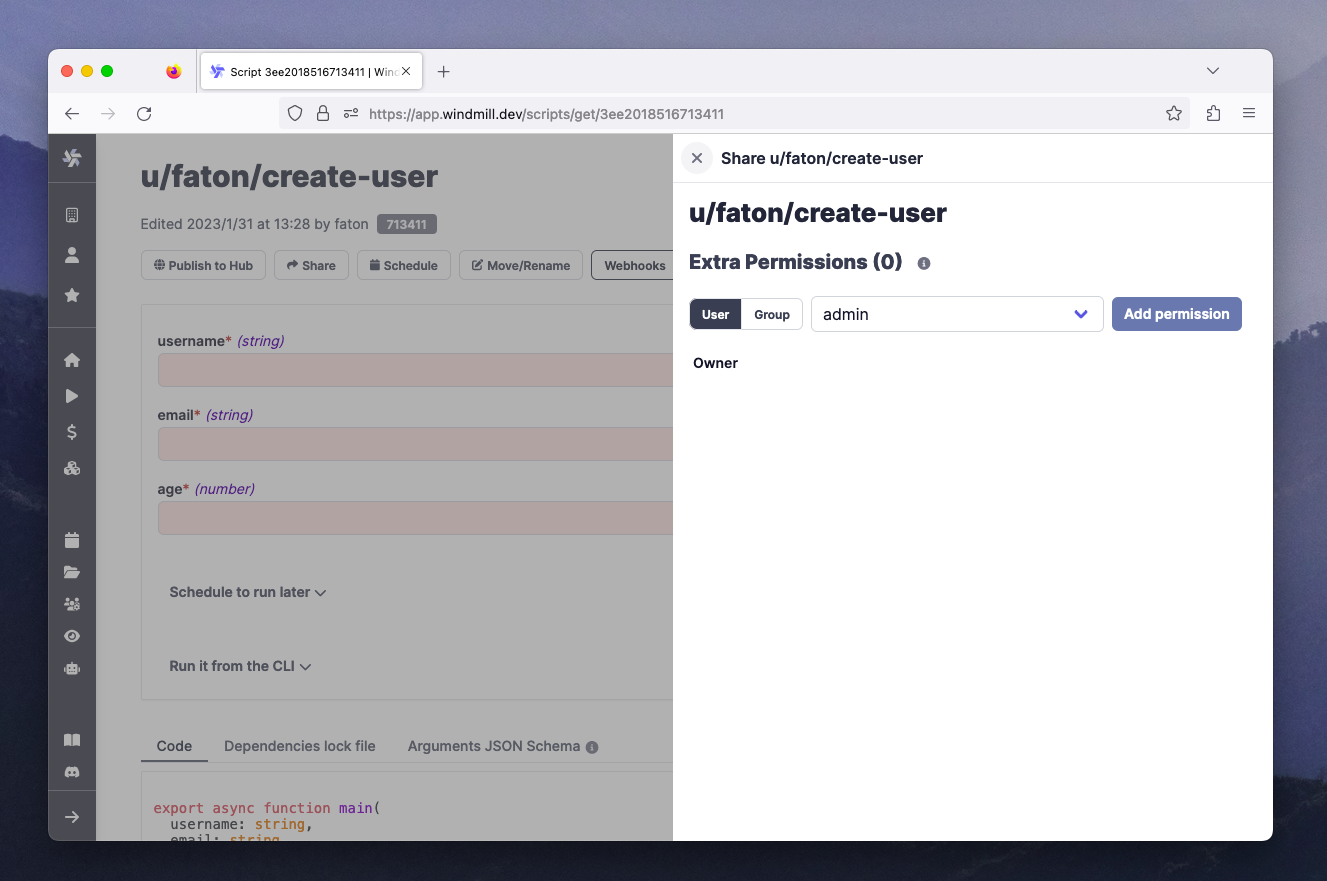 Script 3ee2018516713411 | Win
https://app.windmill.dev/scripts/get/3ee2018516713411
u/faton/create-user
Edited 2023/1/31 at 13:28 by faton 713411
Publish to Hub Share Schedule Move/Rename Webhooks
username* (string)
email* (string)
age* (number)
Schedule to run later
Run it from the CLI
Code Dependencies lock file Arguments JSON Schema
export async function main(
username: string,
email: string
Share u/faton/create-user
u/faton/create-user
Extra Permissions (0)
User Group admin Add permission
Owner